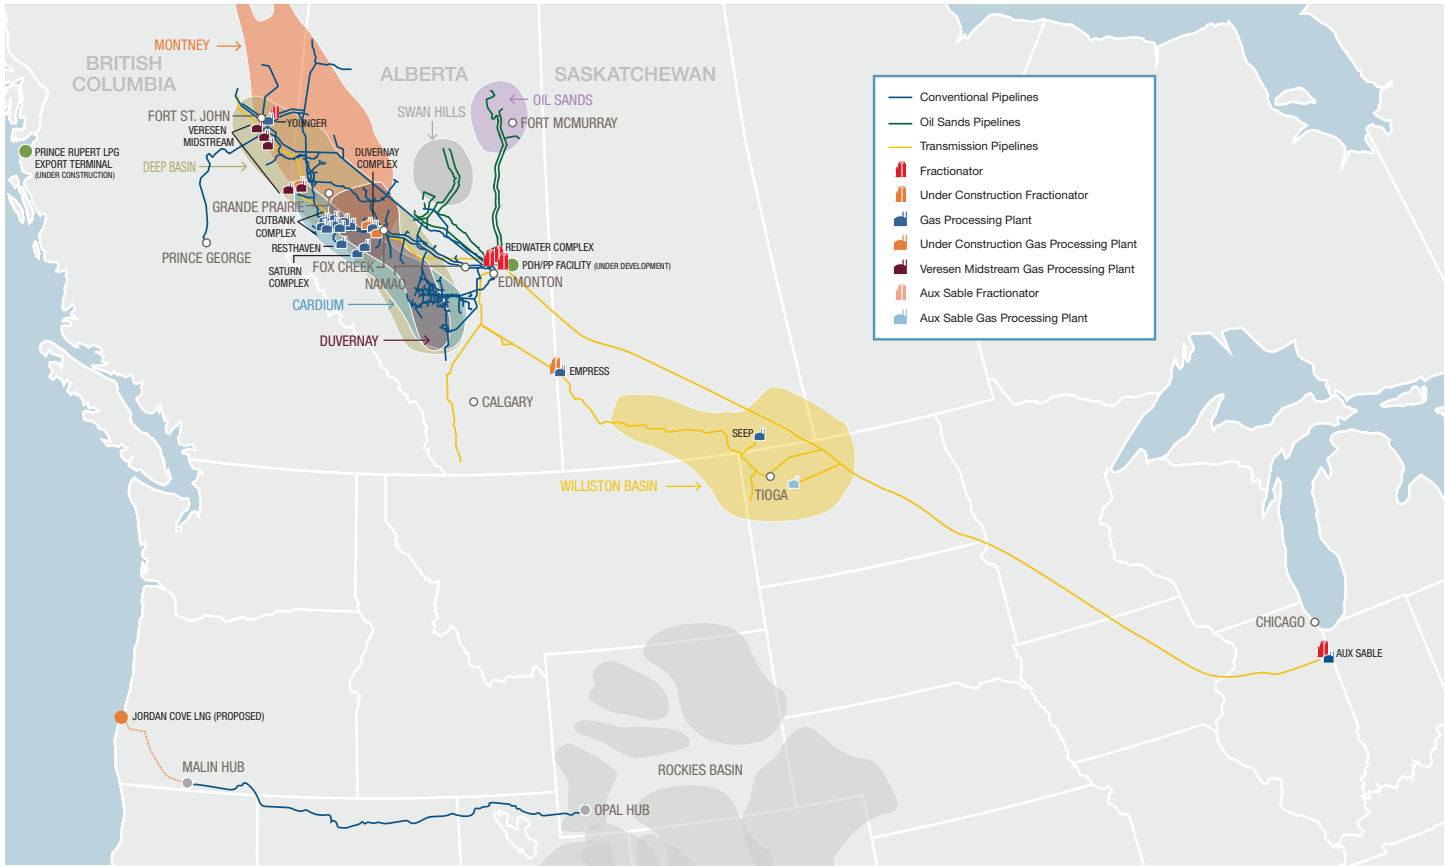 MONTNEY
BRITISH
COLUMBIA
ALBERTA
SASKATCHEWAN
SWAN HILLS
OIL SANDS
FORT MCMURRAY
FORT ST. JOHN
YOUNGER
VERESEN
MIDSTREAM
PRINCE RUPERT LPG
EXPORT TERMINAL
(UNDER CONSTRUCTION)
DEEP BASIN
DUVERNAY
COMPLEX
GRANDE PRAIRIE
CUTBANK
COMPLEX
RESTHAVEN
PRINCE GEORGE
SATURN
COMPLEX
FOX CREEK
NAMAO
REDWATER COMPLEX
PDH/PP FACILITY (UNDER DEVELOPMENT)
EDMONTON
CARDIUM
DUVERNAY
EMPRESS
CALGARY
SEEP
WILLISTON BASIN
TIOGA
Conventional Pipelines
Oil Sands Pipelines
Transmission Pipelines
Fractionator
Under Construction Fractionator
Gas Processing Plant
Under Construction Gas Processing Plant
Veresen Midstream Gas Processing Plant
Aux Sable Fractionator
Aux Sable Gas Processing Plant
CHICAGO
AUX SABLE
JORDAN COVE LNG (PROPOSED)
MALIN HUB
ROCKIES BASIN
OPAL HUB